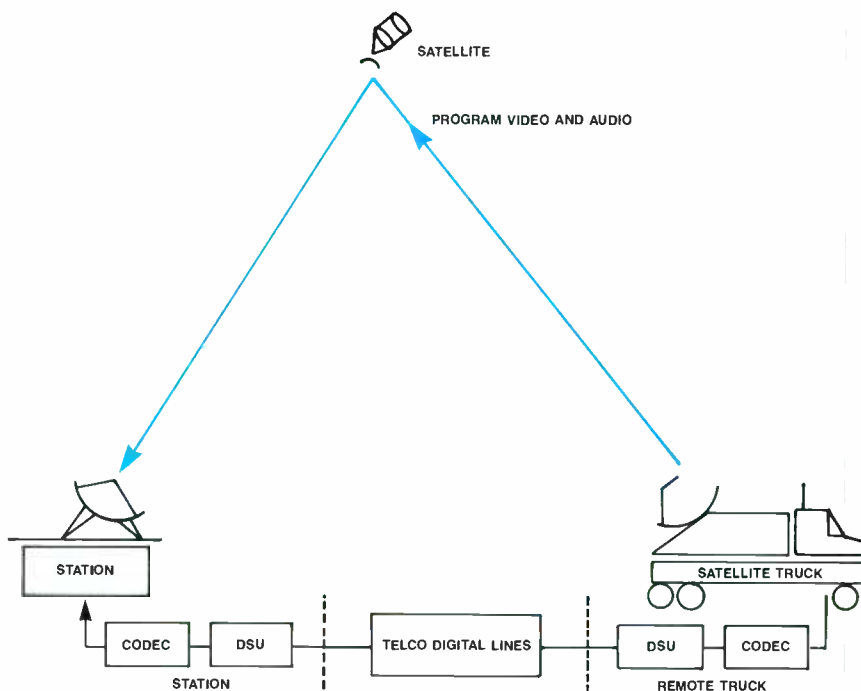 SATELLITE
PROGRAM VIDEO AND AUDIO
STATION
SATELLITE TRUCK
CODEC
DSU
TELCO DIGITAL LINES
DSU
CODEC
STATION
REMOTE TRUCK